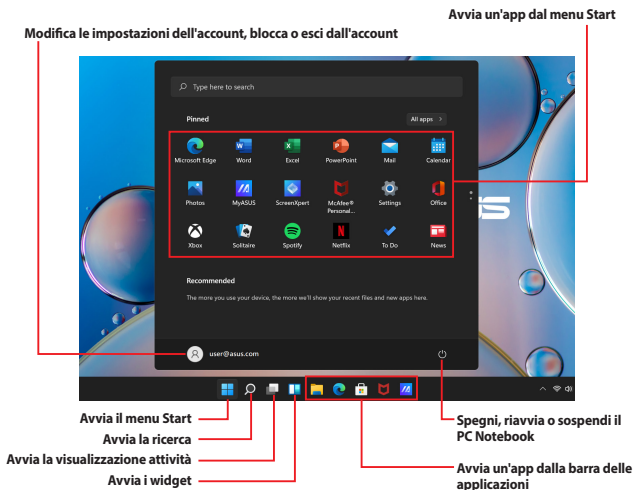 Avvia un'app dal menu Start
Modifica le impostazioni dell'account, blocca o esci dall'account
Type here to search
Pinned
All apps >
Microsoft Edge
Word
Excel
PowerPoint
Mail
Calendar
Photos
MyASUS
ScreenXpert
McAfee®
Personal...
Settings
Office
Xbox
Solitaire
Spotify
Netflix
To Do
News
Recommended
The more you use your device, the more we'll show your recent files and new apps here.
user@asus.com
Avvia il menu Start
Avvia la ricerca
Avvia la visualizzazione attività
Avvia i widget
Spegni, riavvia o sospendi il
PC Notebook
Avvia un'app dalla barra delle
applicazioni